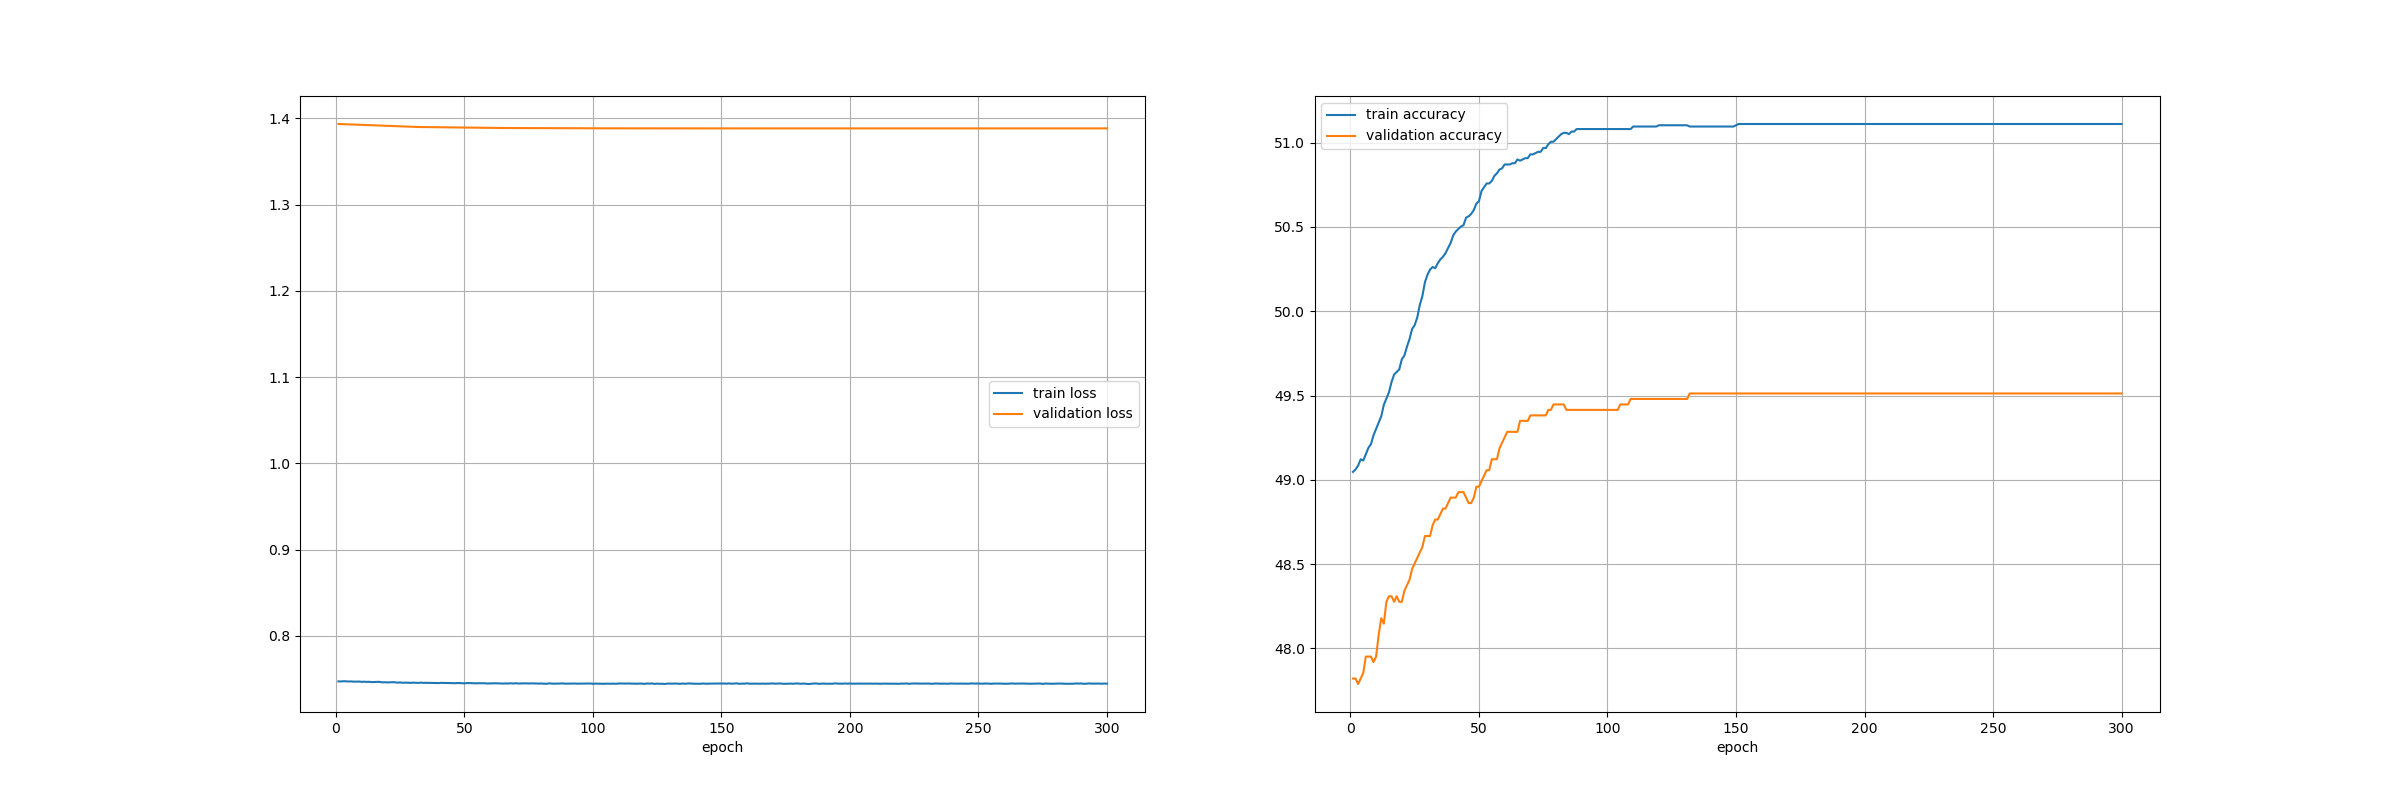 1.4
1.3
1.2
1.1
1.0
0.9
0.8
train loss
validation loss
0 50 100 150 200 250 300
epoch
train accuracy
validation accuracy
51.0
50.5
50.0
49.5
49.0
48.5
48.0
0 50 100 150 200 250 300
epoch